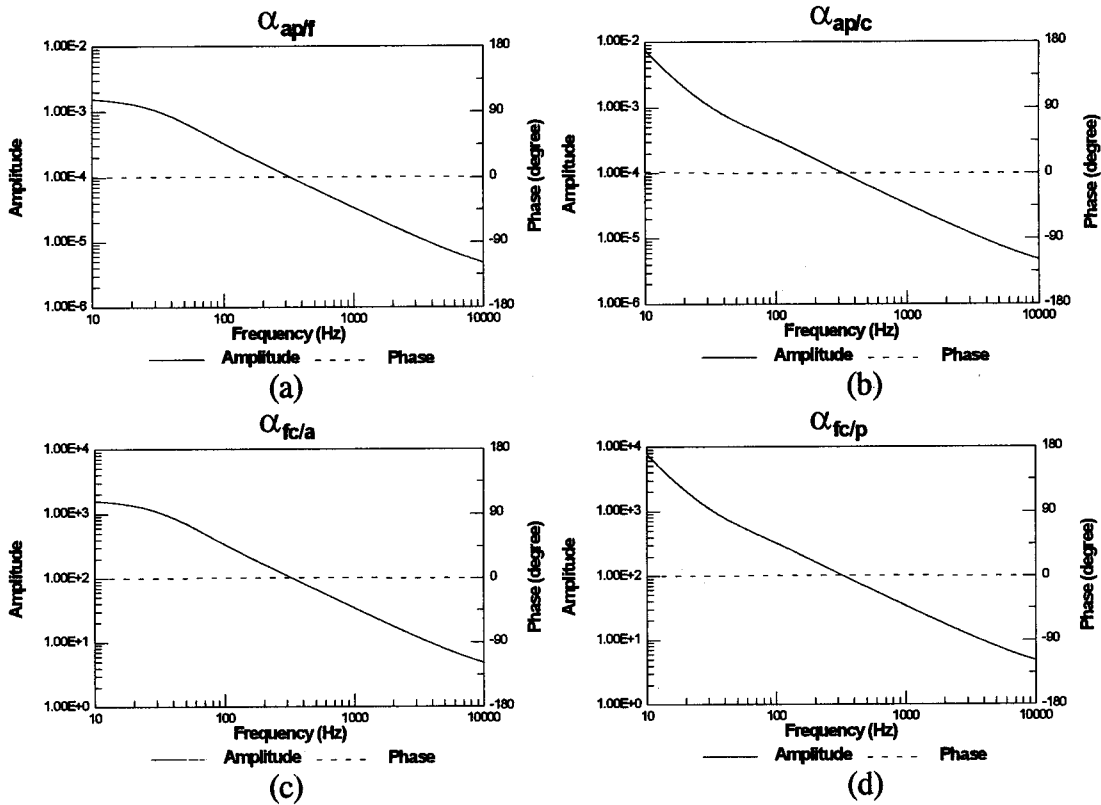 α ap/f
1.00E-2
1.00E-3
1.00E-4
1.00E-5
1.00E-6
Amplitude
180
90
0
-90
-180
Phase (degree)
10
100
1000
10000
Frequency (Hz)
Amplitude Phase
(a)
α ap/c
1.00E-2
1.00E-3
1.00E-4
1.00E-5
1.00E-6
Amplitude
180
90
0
-90
-180
Phase (degree)
10
100
1000
10000
Frequency (Hz)
Amplitude Phase
(b)
α fc/a
1.00E+4
1.00E+3
1.00E+2
1.00E+1
1.00E+0
Amplitude
180
90
0
-90
-180
Phase (degree)
10
100
1000
10000
Frequency (Hz)
Amplitude Phase
(c)
α fc/p
1.00E+4
1.00E+3
1.00E+2
1.00E+1
1.00E+0
Amplitude
180
90
0
-90
-180
Phase (degree)
10
100
1000
10000
Frequency (Hz)
Amplitude Phase
(d)